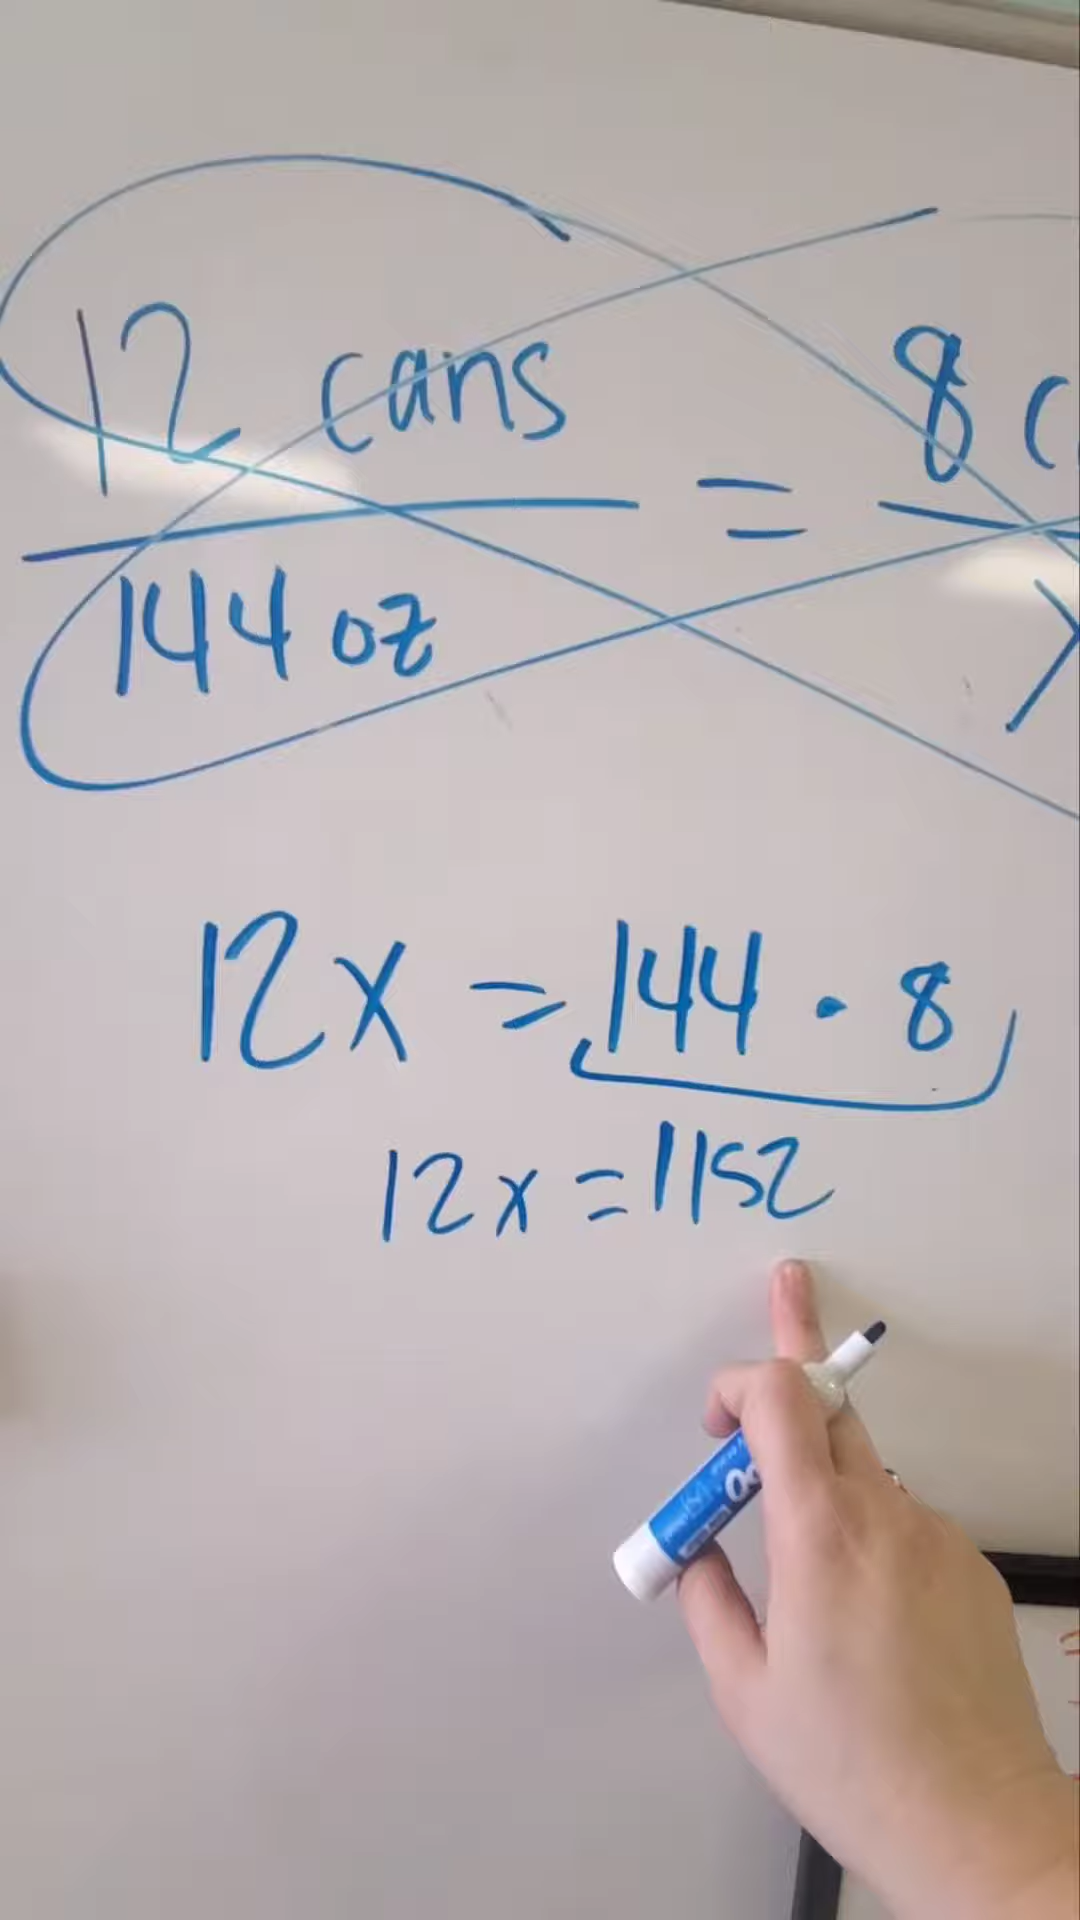 12 cans = 8 c
144 oz x
12x = 144 · 8
12x = 1152